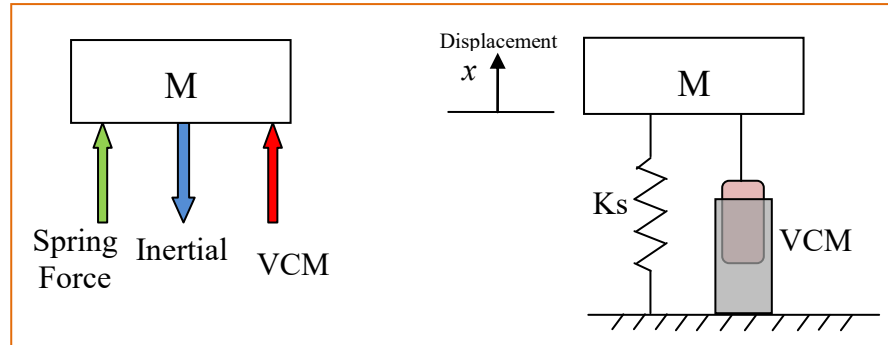 M
Spring
Force
Inertial
VCM
Displacement
x
M
Ks
VCM